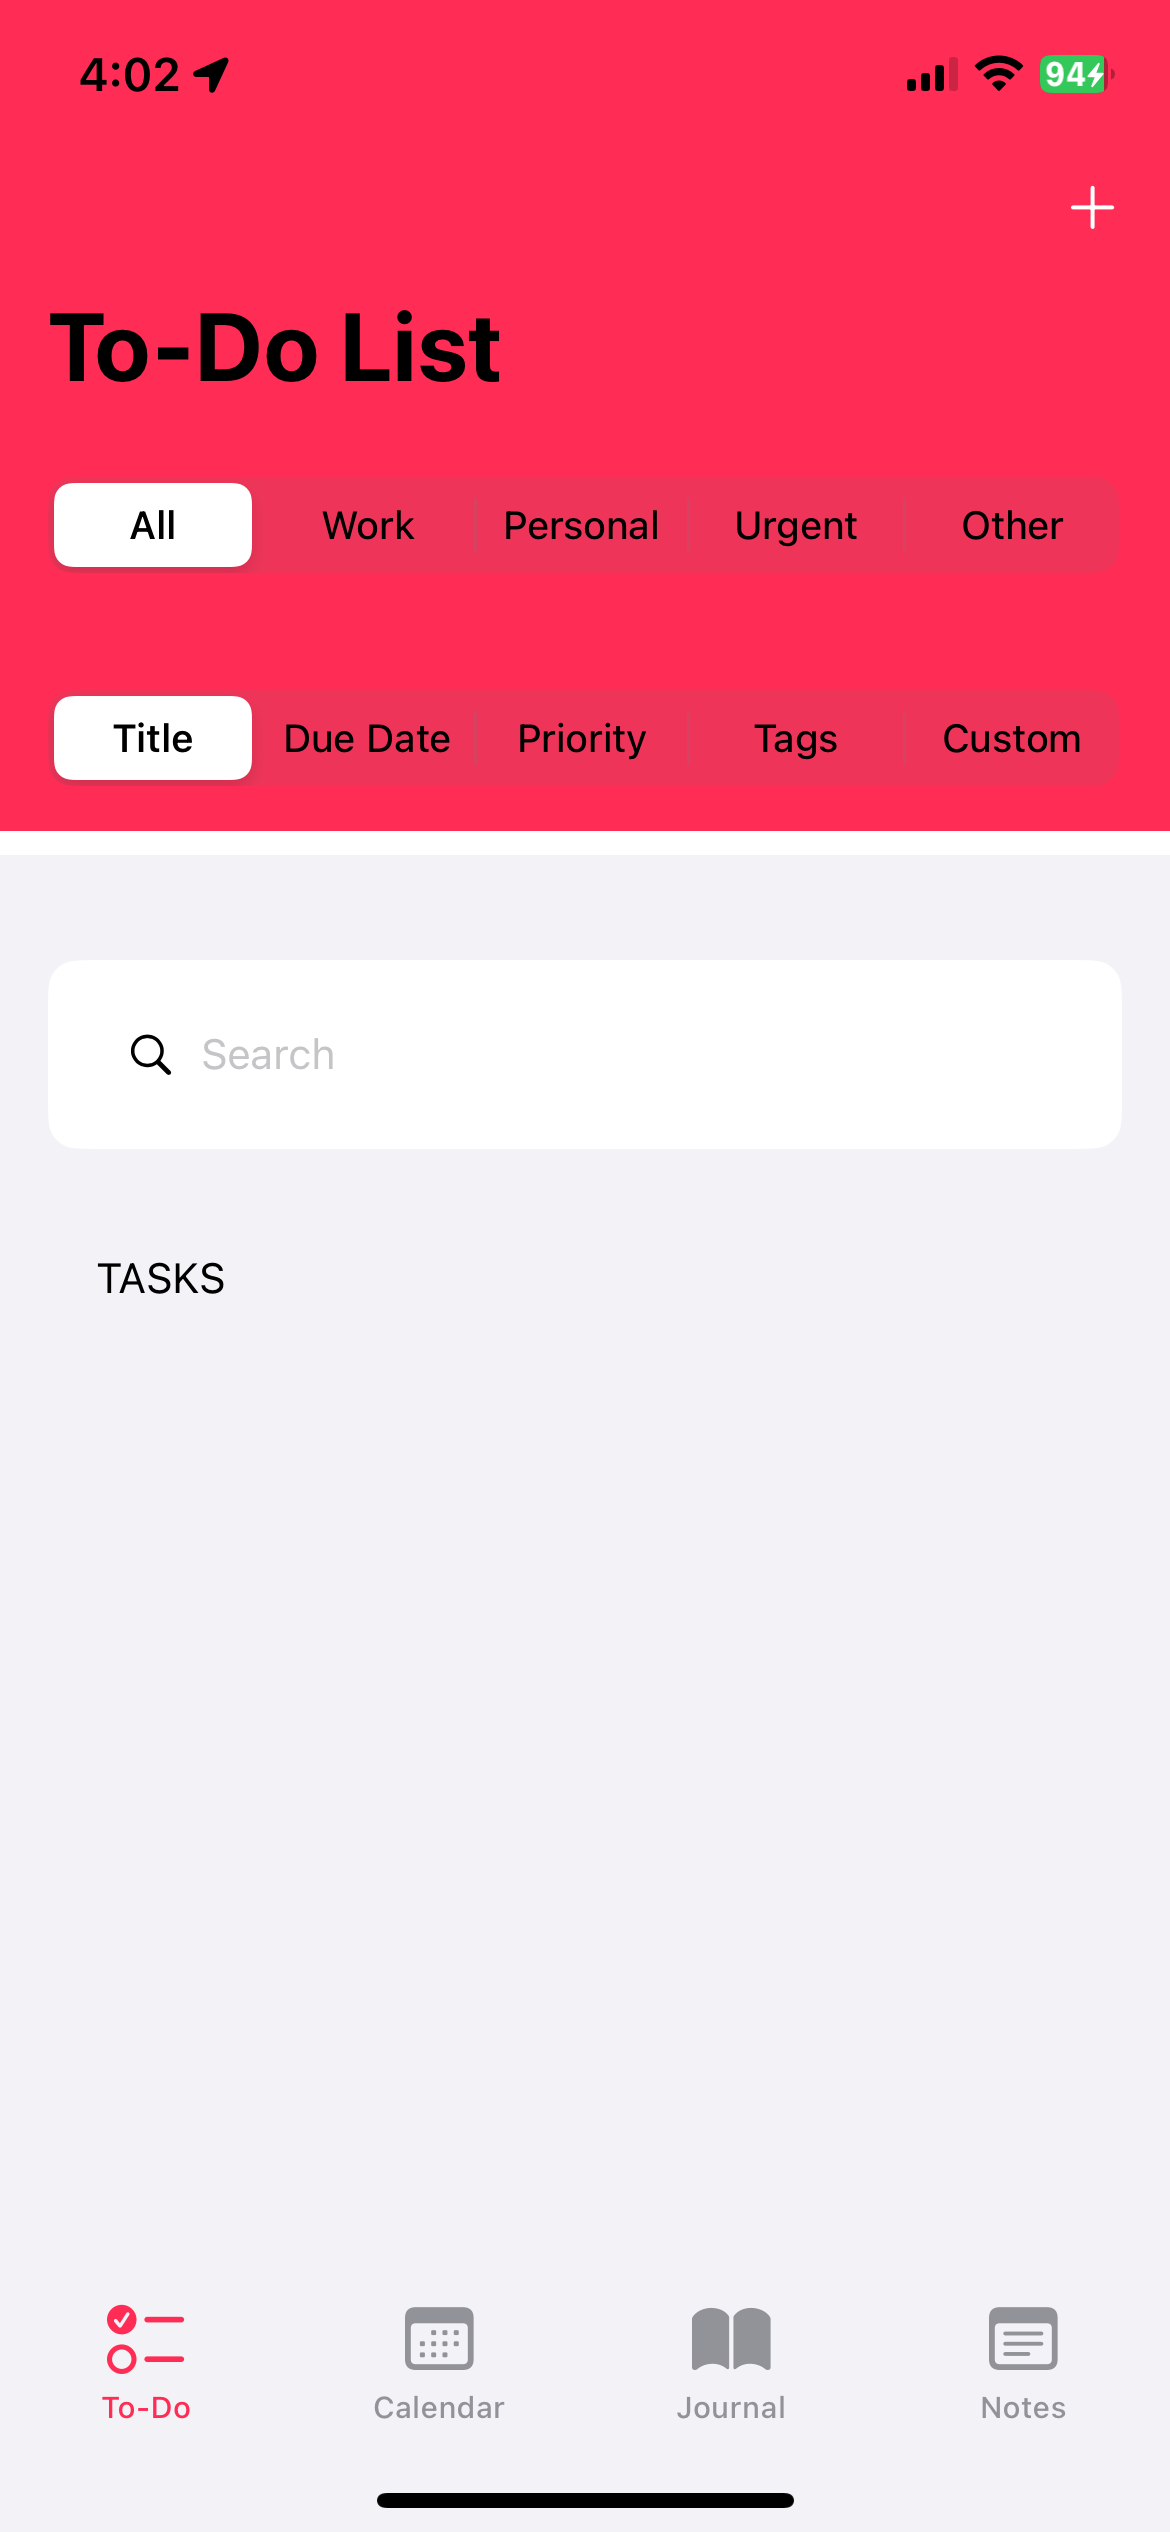 4:02
94
To-Do List
All Work Personal Urgent Other
Title Due Date Priority Tags Custom
Search
TASKS
To-Do Calendar Journal Notes